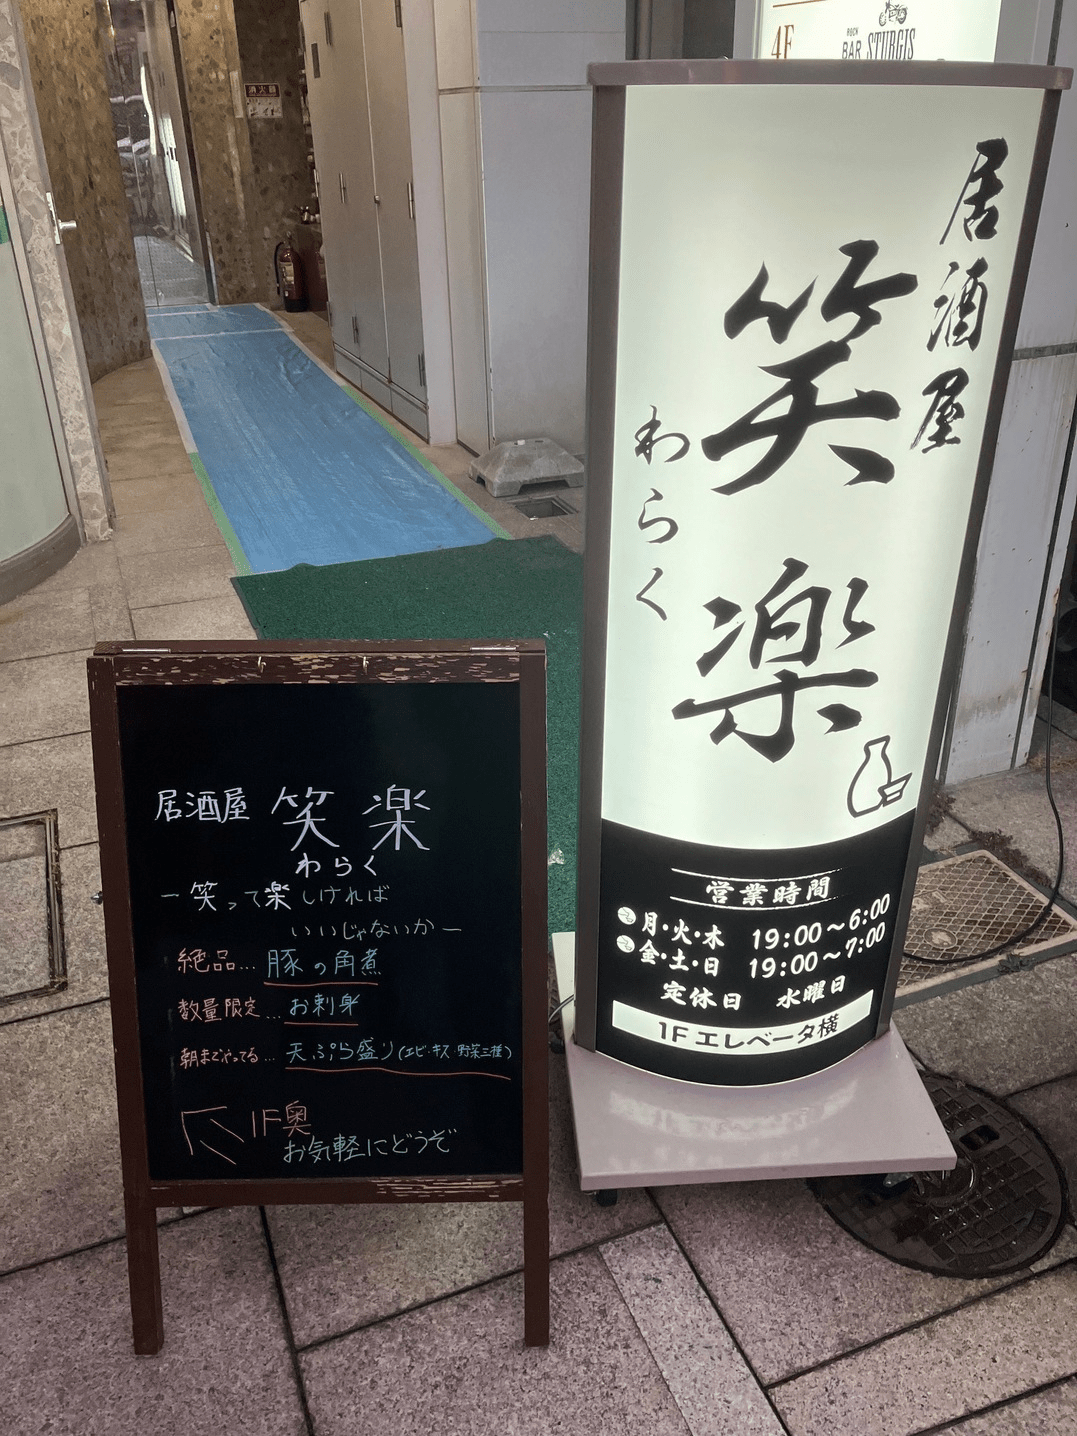 4F
ROCK
BAR STURGIS
消火器
居酒屋
笑楽
わらく
営業時間
月・火・木 19:00～6:00
金・土・日 19:00～7:00
定休日 水曜日
1Fエレベータ横
居酒屋 笑楽
わらく
ー笑って楽しければ
いいじゃないかー
絶品… 豚の角煮
数量限定… お刺身
朝までやってる… 天ぷら盛り(エビ・キス・野菜三種)
1F奥
お気軽にどうぞ